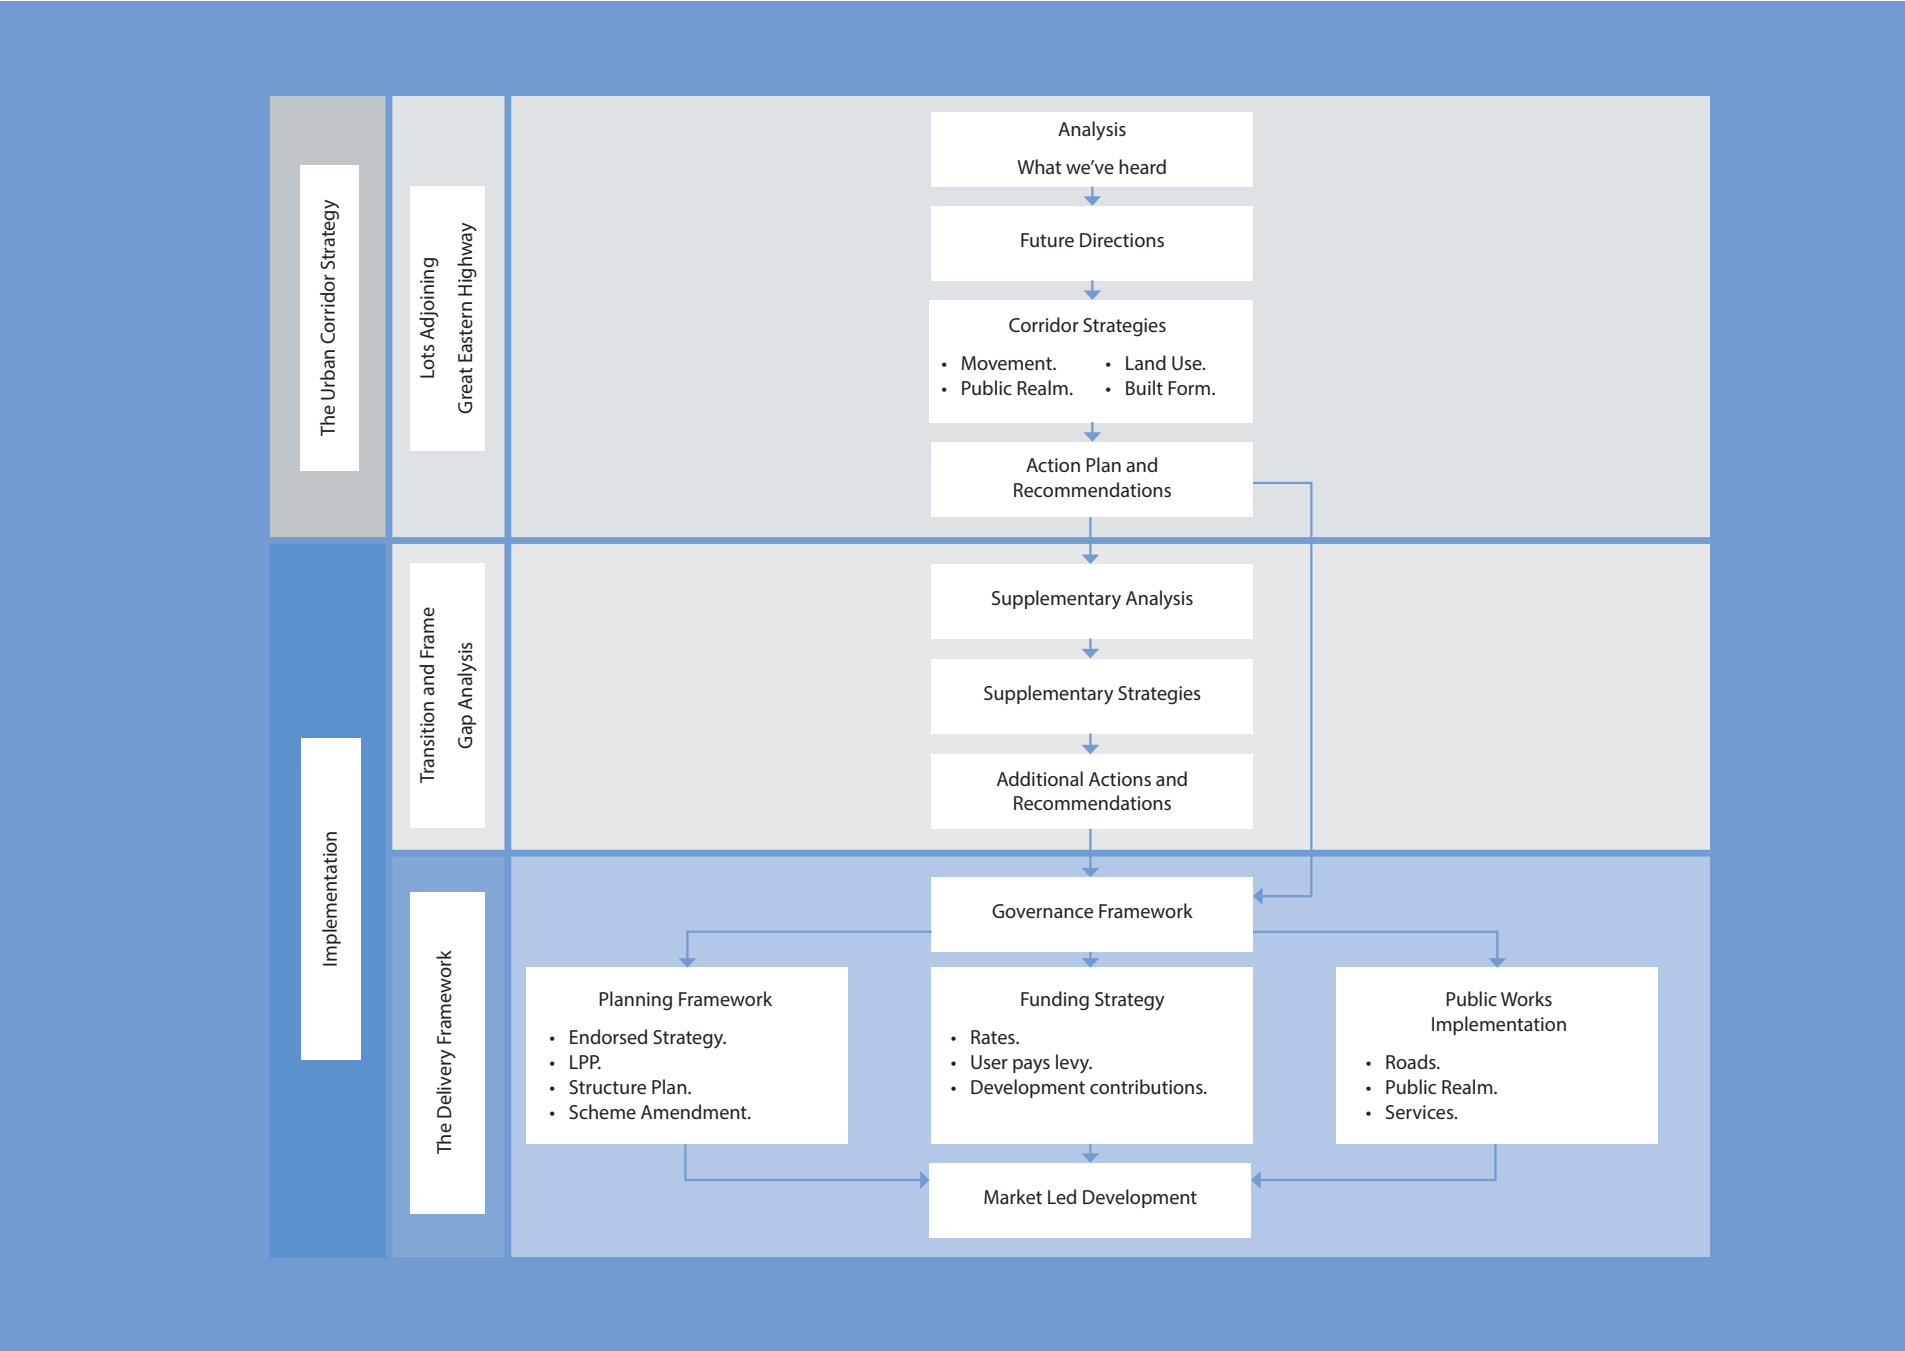 The Urban Corridor Strategy
Lots Adjoining
Great Eastern Highway
Analysis
What we've heard
Future Directions
Corridor Strategies
• Movement.
• Public Realm.
• Land Use.
• Built Form.
Action Plan and
Recommendations
Implementation
Transition and Frame
Gap Analysis
Supplementary Analysis
Supplementary Strategies
Additional Actions and
Recommendations
The Delivery Framework
Governance Framework
Planning Framework
• Endorsed Strategy.
• LPP.
• Structure Plan.
• Scheme Amendment.
Funding Strategy
• Rates.
• User pays levy.
• Development contributions.
Public Works
Implementation
• Roads.
• Public Realm.
• Services.
Market Led Development